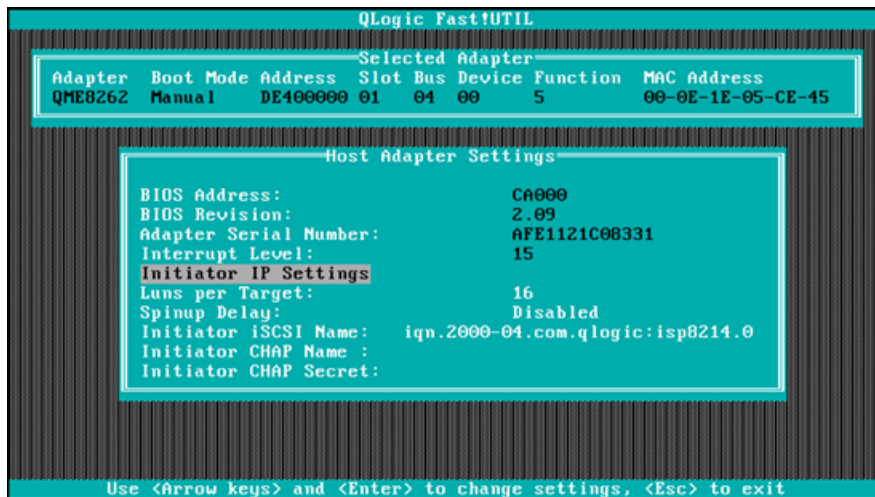 QLogic Fast!UTIL
Selected Adapter
Adapter Boot Mode Address Slot Bus Device Function MAC Address
QME8262 Manual DE400000 01 04 00 5 00-0E-1E-05-CE-45
Host Adapter Settings
BIOS Address: CA000
BIOS Revision: 2.09
Adapter Serial Number: AFE1121C08331
Interrupt Level: 15
Initiator IP Settings
Luns per Target: 16
Spinup Delay: Disabled
Initiator iSCSI Name: iqn.2000-04.com.qlogic:isp8214.0
Initiator CHAP Name :
Initiator CHAP Secret:
Use <Arrow keys> and <Enter> to change settings, <Esc> to exit